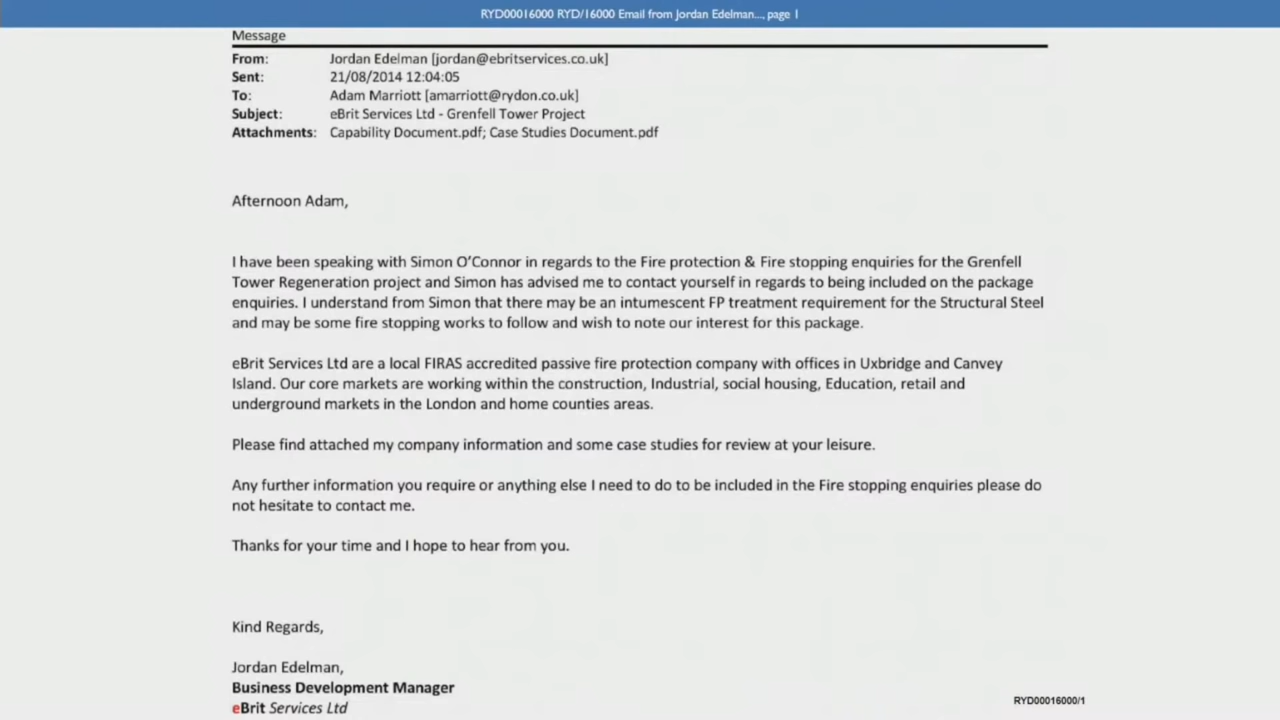 RYD00016000 RYD/16000 Email from Jordan Edelman..., page 1
Message
From: Jordan Edelman [jordan@ebritservices.co.uk]
Sent: 21/08/2014 12:04:05
To: Adam Marriott [amarriott@rydon.co.uk]
Subject: eBrit Services Ltd - Grenfell Tower Project
Attachments: Capability Document.pdf; Case Studies Document.pdf
Afternoon Adam,
I have been speaking with Simon O'Connor in regards to the Fire protection & Fire stopping enquiries for the Grenfell
Tower Regeneration project and Simon has advised me to contact yourself in regards to being included on the package
enquiries. I understand from Simon that there may be an intumescent FP treatment requirement for the Structural Steel
and may be some fire stopping works to follow and wish to note our interest for this package.
eBrit Services Ltd are a local FIRAS accredited passive fire protection company with offices in Uxbridge and Canvey
Island. Our core markets are working within the construction, Industrial, social housing, Education, retail and
underground markets in the London and home counties areas.
Please find attached my company information and some case studies for review at your leisure.
Any further information you require or anything else I need to do to be included in the Fire stopping enquiries please do
not hesitate to contact me.
Thanks for your time and I hope to hear from you.
Kind Regards,
Jordan Edelman,
Business Development Manager
eBrit Services Ltd
RYD00016000/1